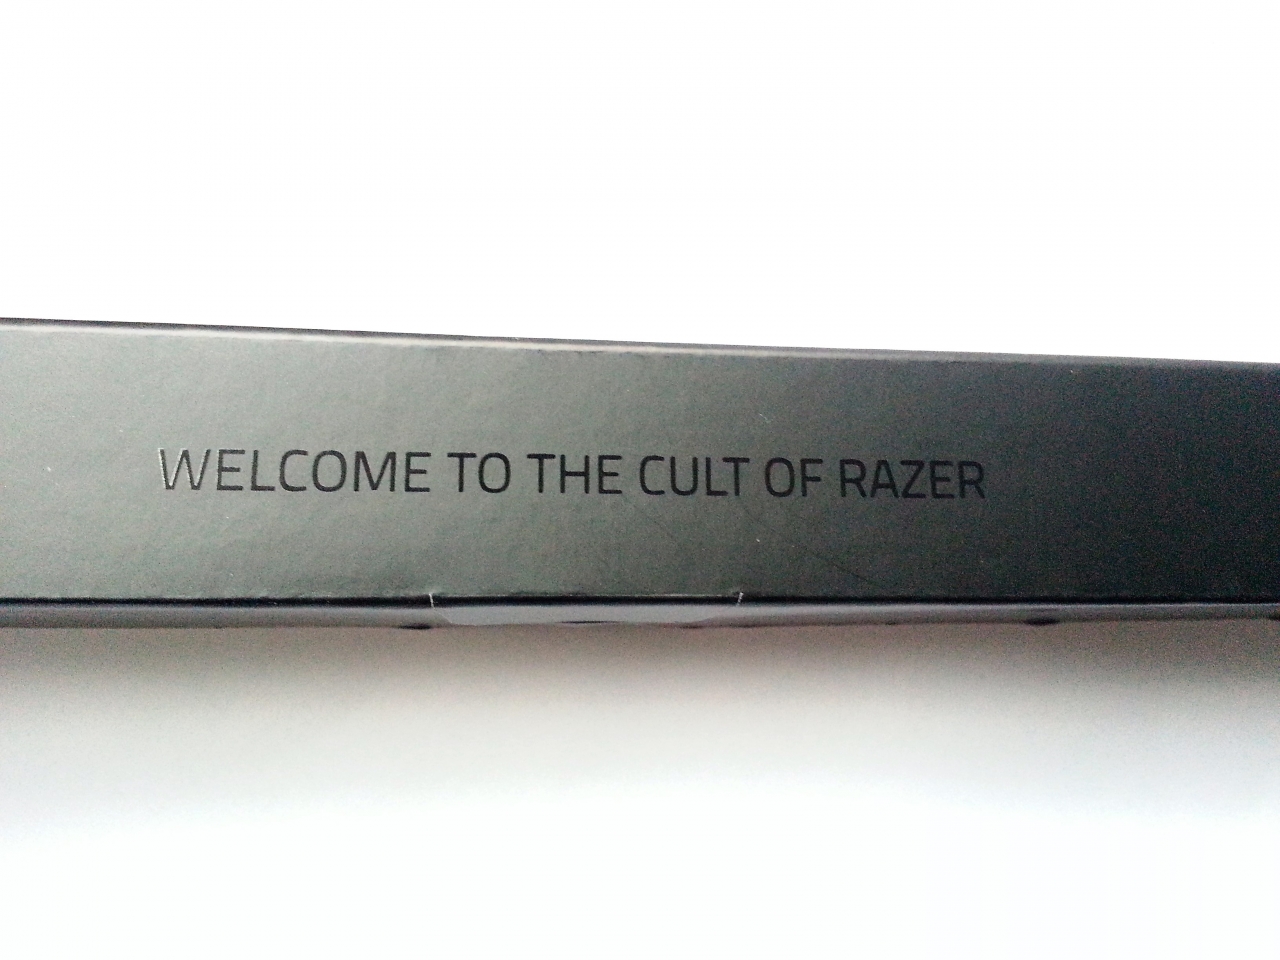 WELCOME TO THE CULT OF RAZER